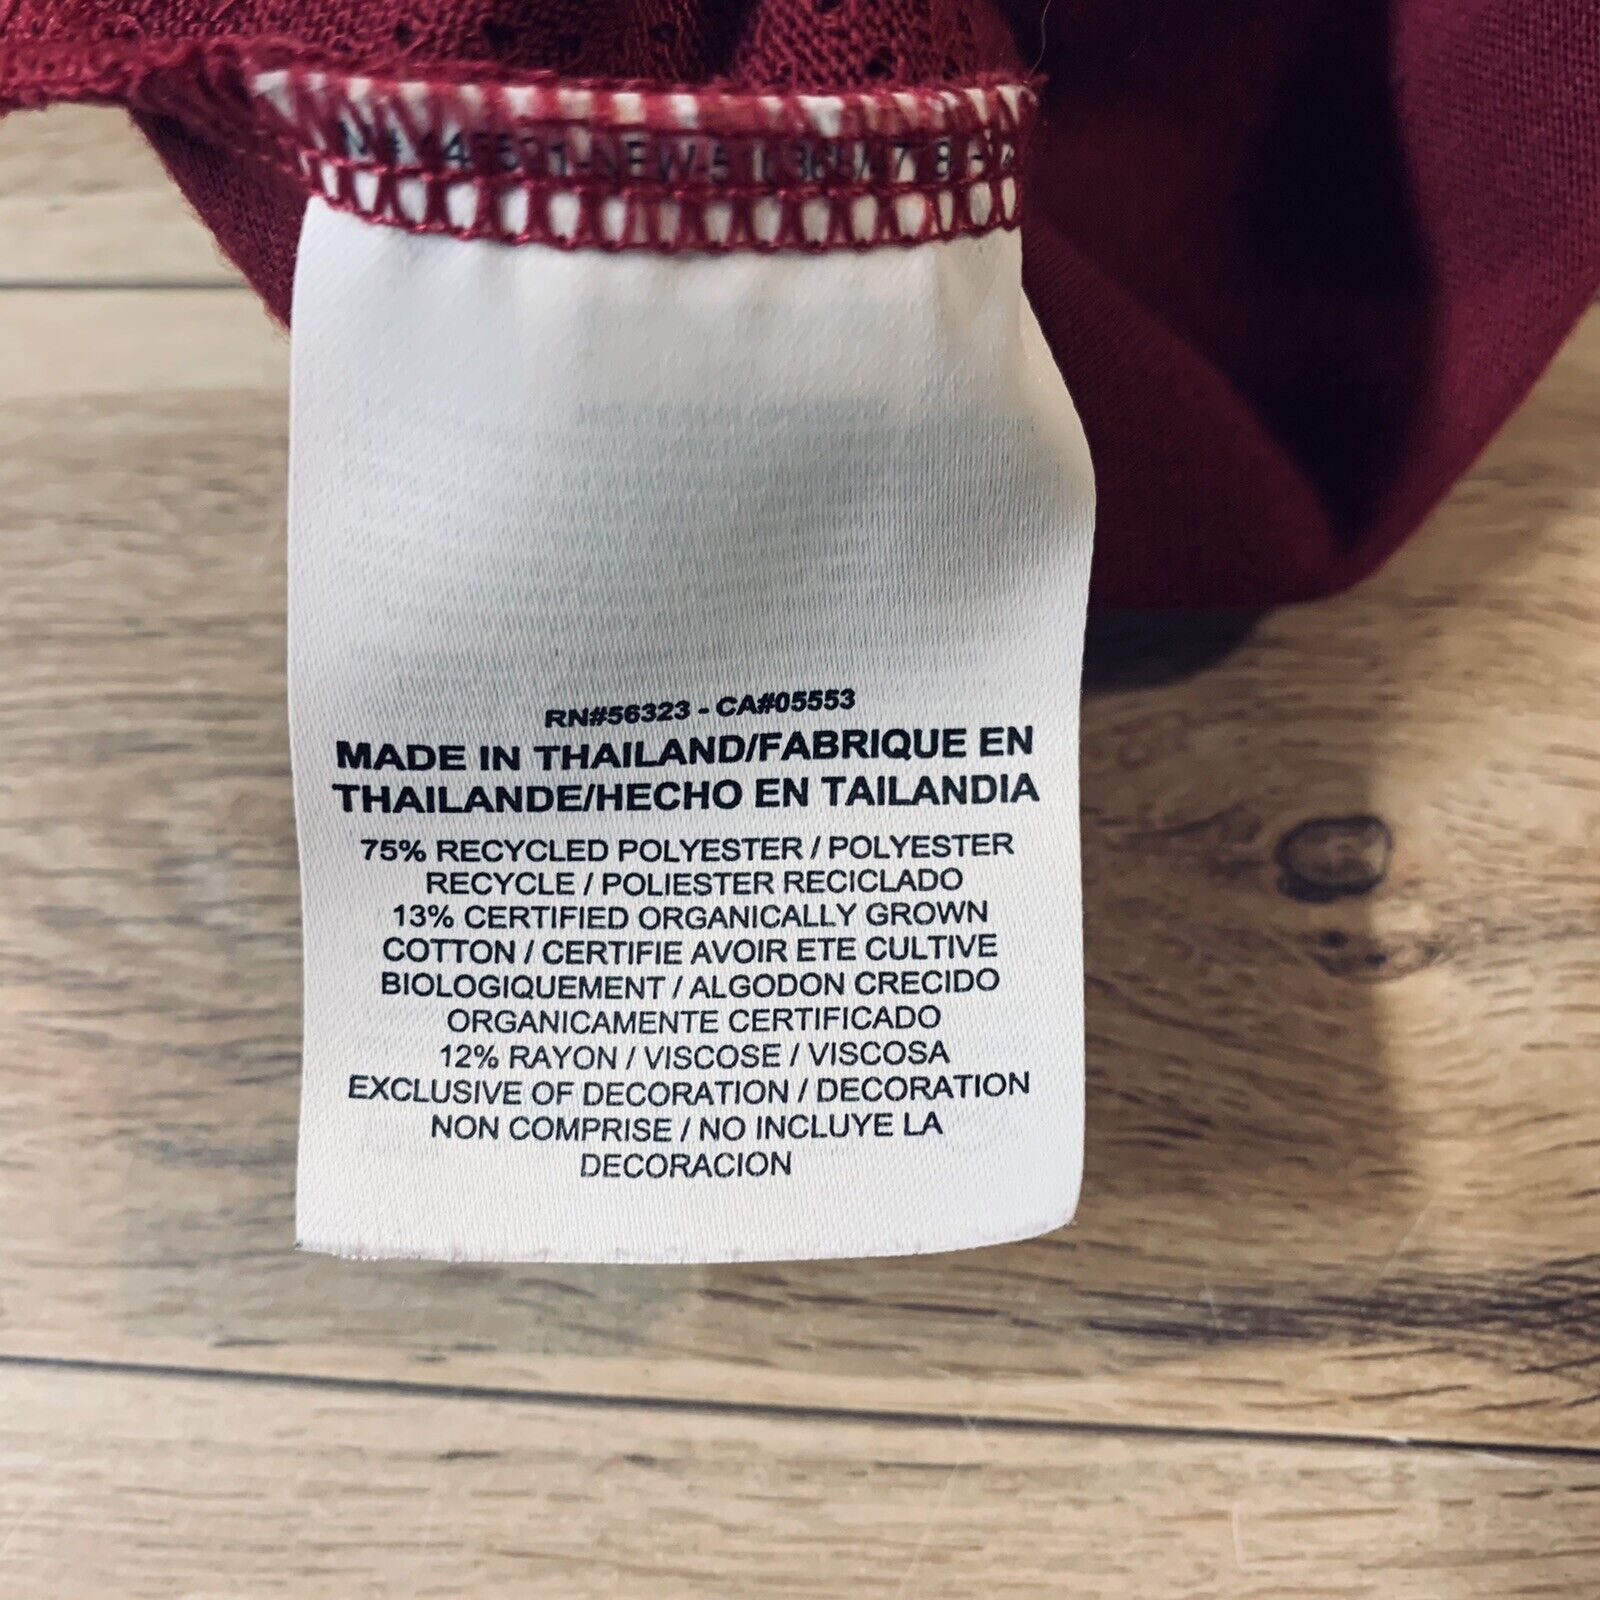 RN#56323 - CA#05553
MADE IN THAILAND/FABRIQUE EN
THAILANDE/HECHO EN TAILANDIA
75% RECYCLED POLYESTER / POLYESTER
RECYCLE / POLIESTER RECICLADO
13% CERTIFIED ORGANICALLY GROWN
COTTON / CERTIFIE AVOIR ETE CULTIVE
BIOLOGIQUEMENT / ALGODON CRECIDO
ORGANICAMENTE CERTIFICADO
12% RAYON / VISCOSE / VISCOSA
EXCLUSIVE OF DECORATION / DECORATION
NON COMPRISE / NO INCLUYE LA
DECORACION